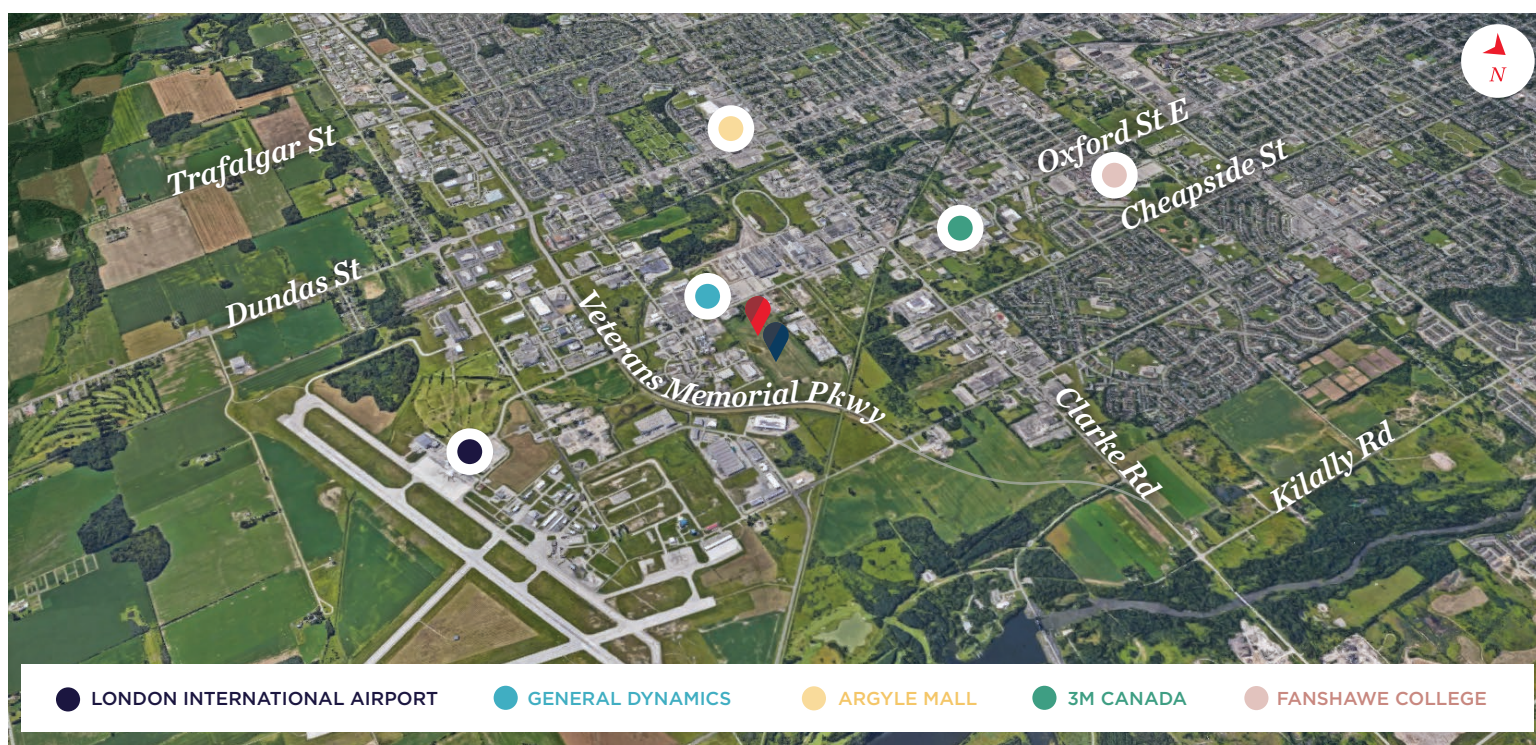 N
Oxford St E
Trafalgar St
Cheapside St
Dundas St
Veterans Memorial Pkwy
Clarke Rd
Kilally Rd
LONDON INTERNATIONAL AIRPORT
GENERAL DYNAMICS
ARGYLE MALL
3M CANADA
FANSHAWE COLLEGE